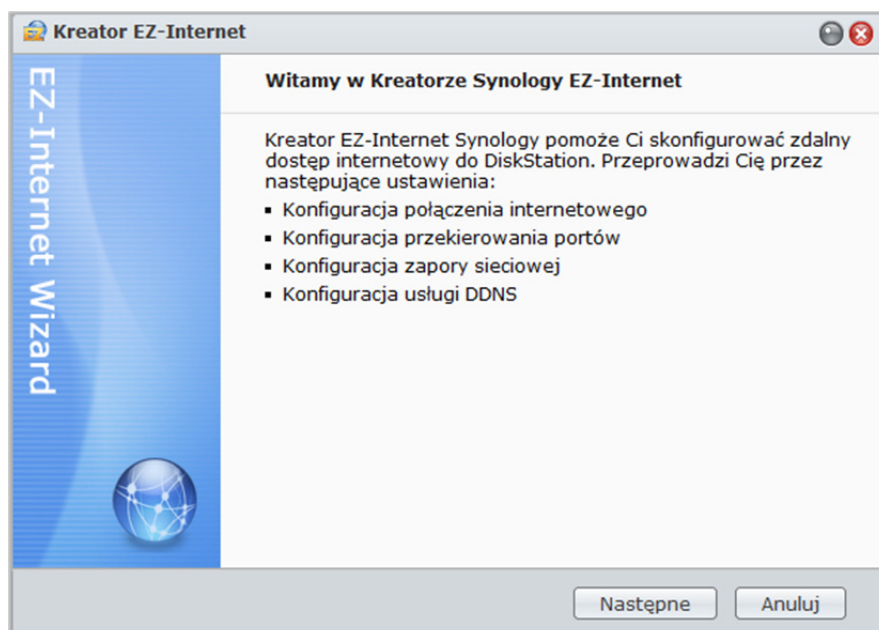 Kreator EZ-Internet
EZ-Internet Wizard
Witamy w Kreatorze Synology EZ-Internet
Kreator EZ-Internet Synology pomoże Ci skonfigurować zdalny
dostęp internetowy do DiskStation. Przeprowadzi Cię przez
następujące ustawienia:
▪ Konfiguracja połączenia internetowego
▪ Konfiguracja przekierowania portów
▪ Konfiguracja zapory sieciowej
▪ Konfiguracja usługi DDNS
Następne
Anuluj